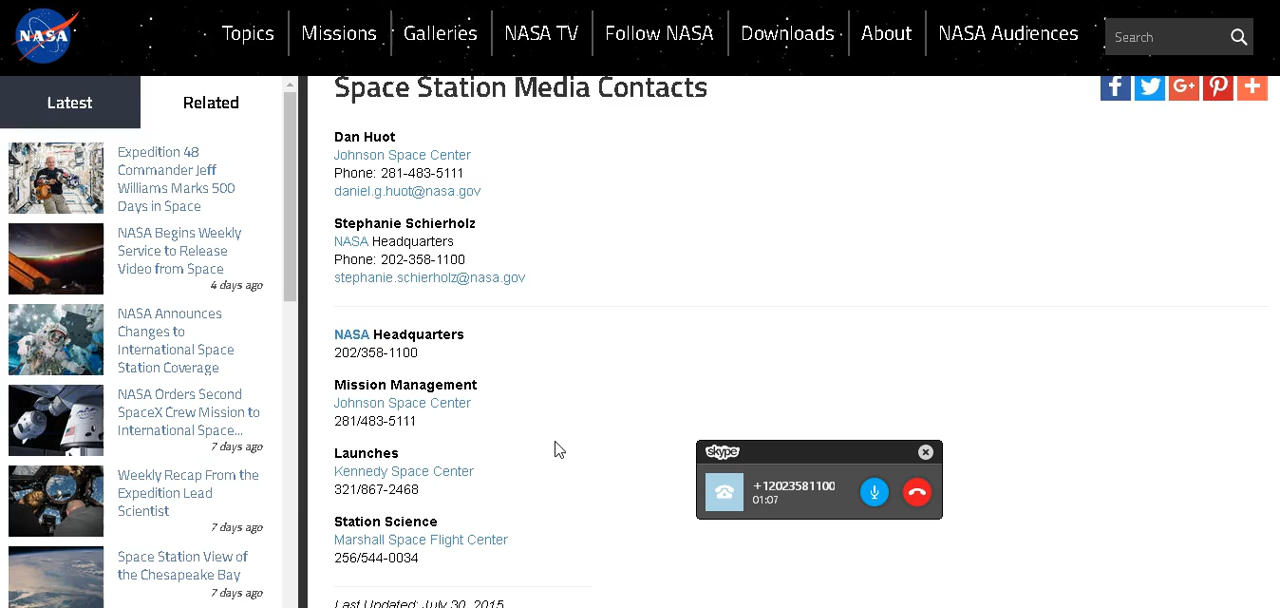 NASA
Topics
Missions
Galleries
NASA TV
Follow NASA
Downloads
About
NASA Audiences
Search
Latest
Related
Expedition 48
Commander Jeff
Williams Marks 500
Days in Space
NASA Begins Weekly
Service to Release
Video from Space
4 days ago
NASA Announces
Changes to
International Space
Station Coverage
NASA Orders Second
SpaceX Crew Mission to
International Space...
7 days ago
Weekly Recap From the
Expedition Lead
Scientist
7 days ago
Space Station View of
the Chesapeake Bay
7 days ago
Space Station Media Contacts
Dan Huot
Johnson Space Center
Phone: 281-483-5111
daniel.g.huot@nasa.gov
Stephanie Schierholz
NASA Headquarters
Phone: 202-358-1100
stephanie.schierholz@nasa.gov
NASA Headquarters
202/358-1100
Mission Management
Johnson Space Center
281/483-5111
Launches
Kennedy Space Center
321/867-2468
Station Science
Marshall Space Flight Center
256/544-0034
Last Updated: July 30, 2015
skype
+12023581100
01:07